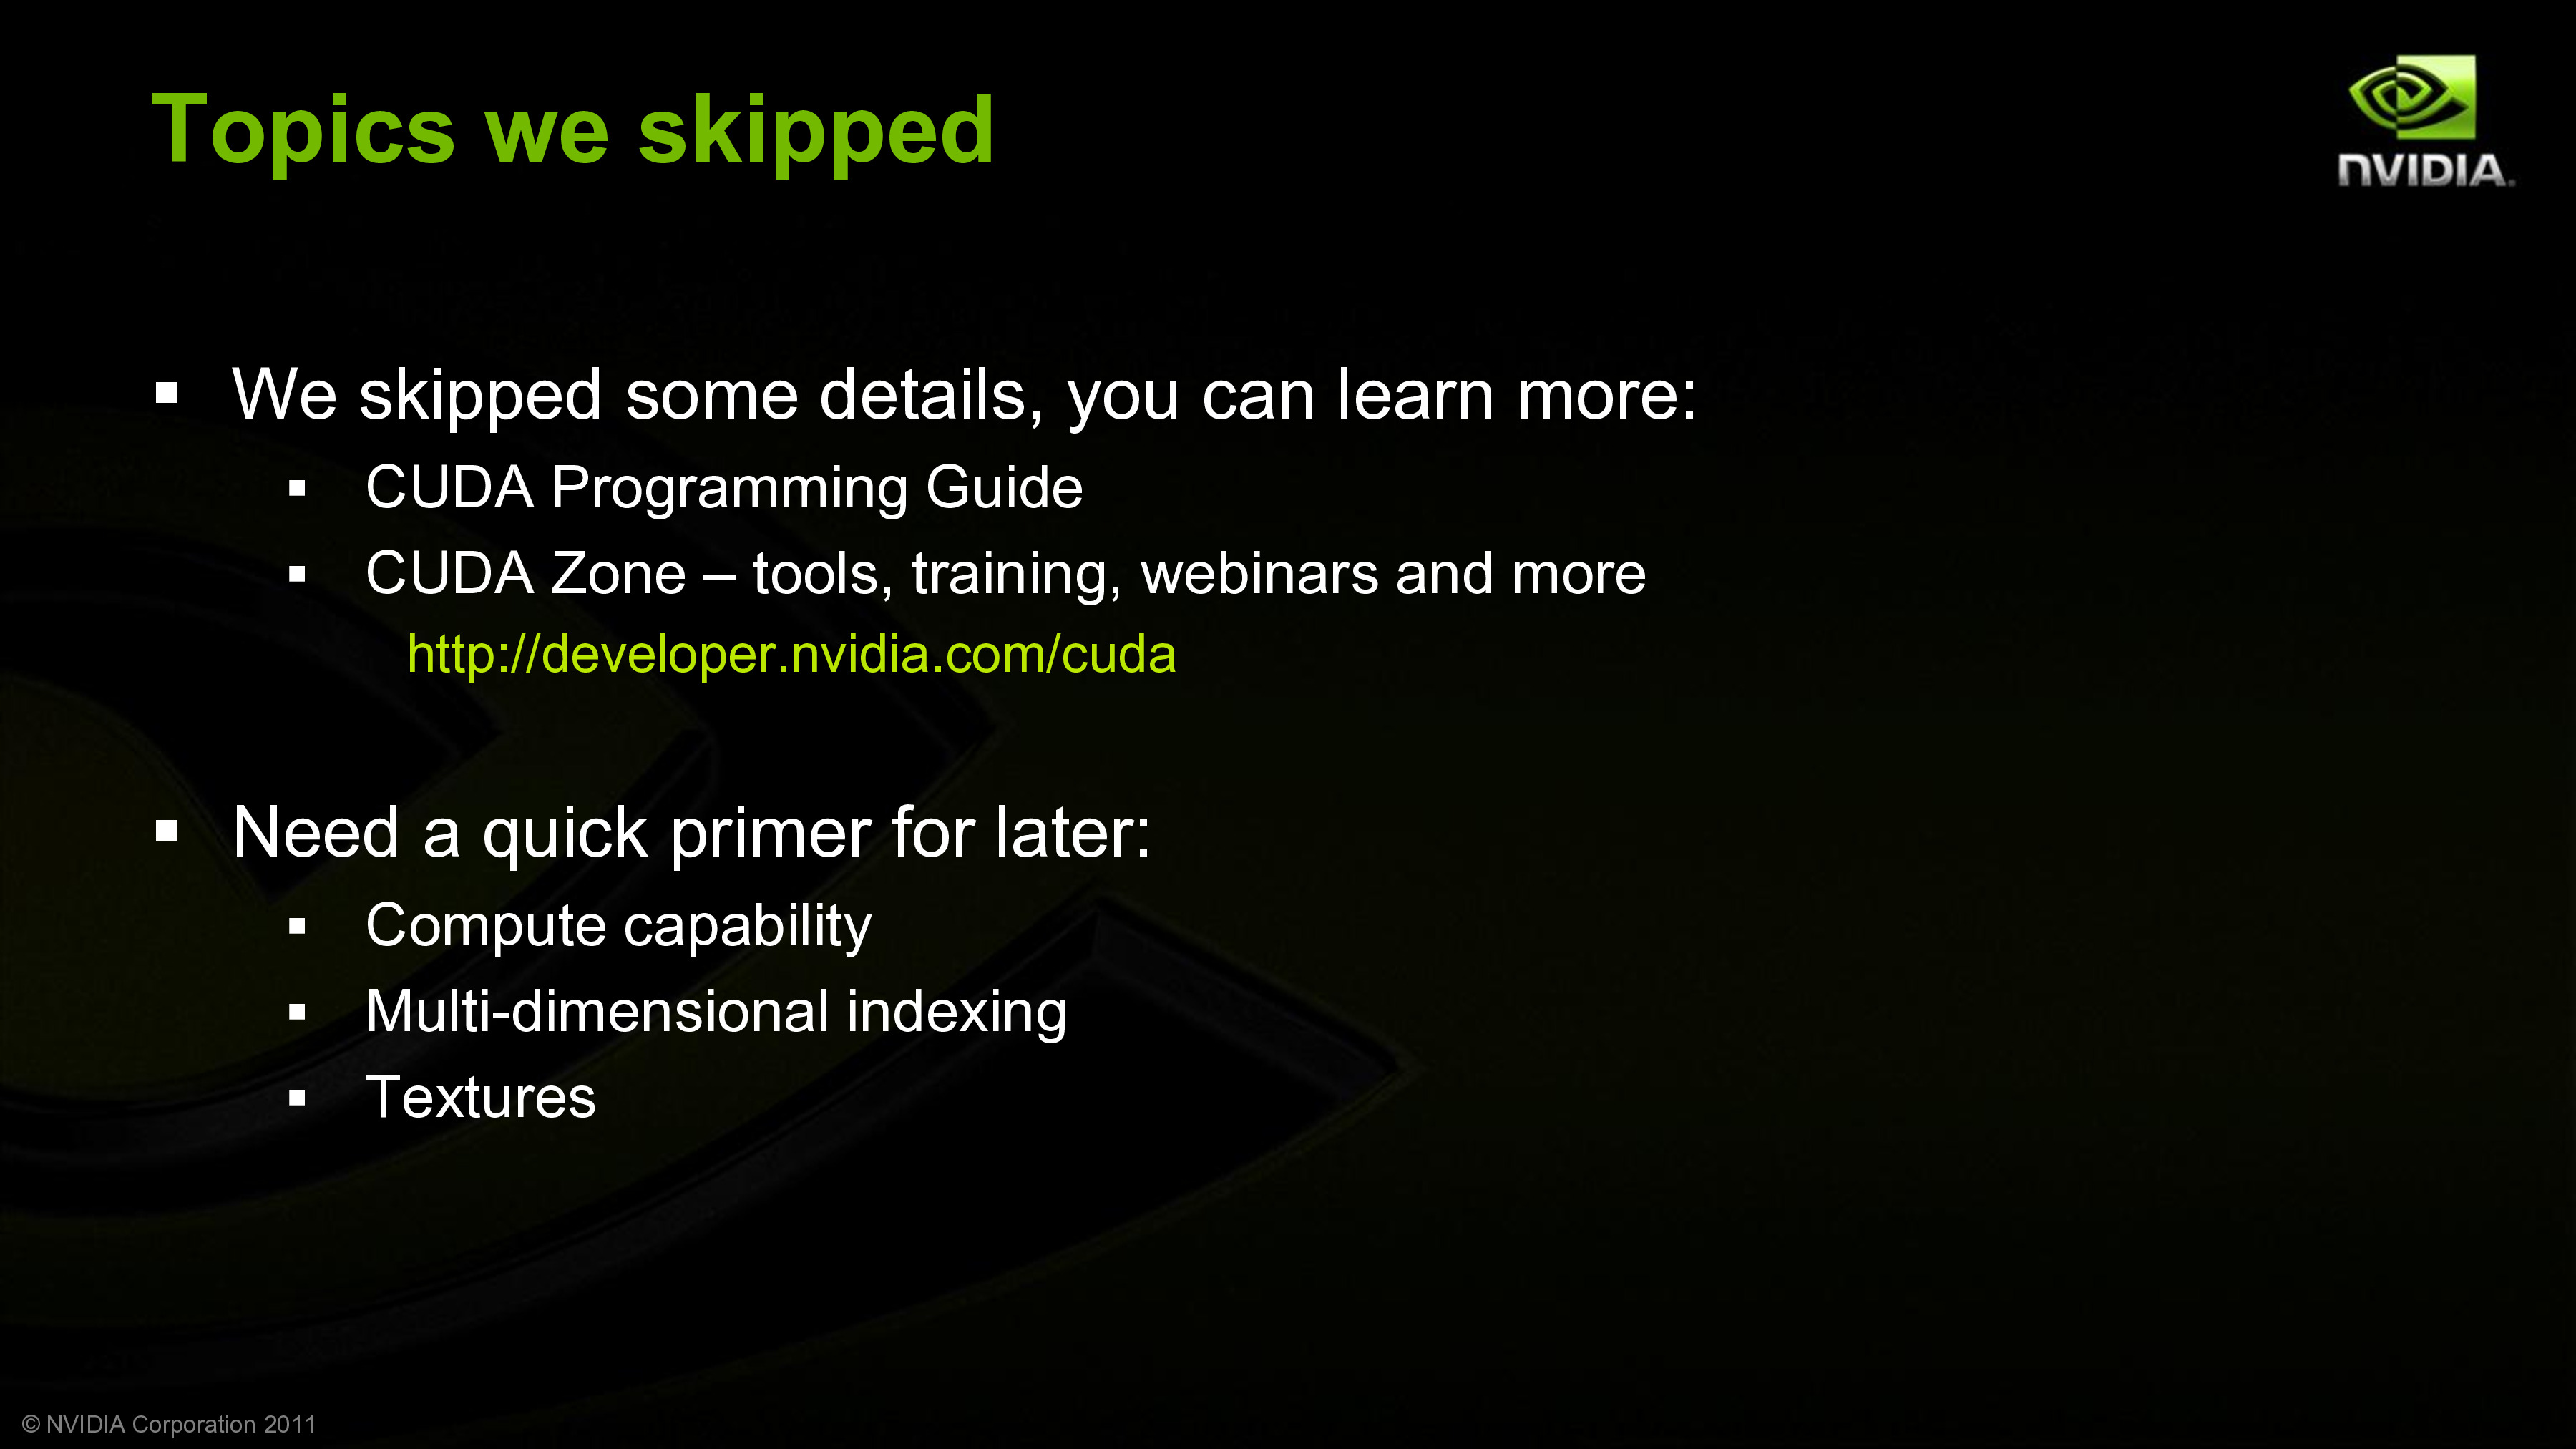 Topics we skipped
NVIDIA.
▪ We skipped some details, you can learn more:
▪ CUDA Programming Guide
▪ CUDA Zone – tools, training, webinars and more
http://developer.nvidia.com/cuda
▪ Need a quick primer for later:
▪ Compute capability
▪ Multi-dimensional indexing
▪ Textures
© NVIDIA Corporation 2011